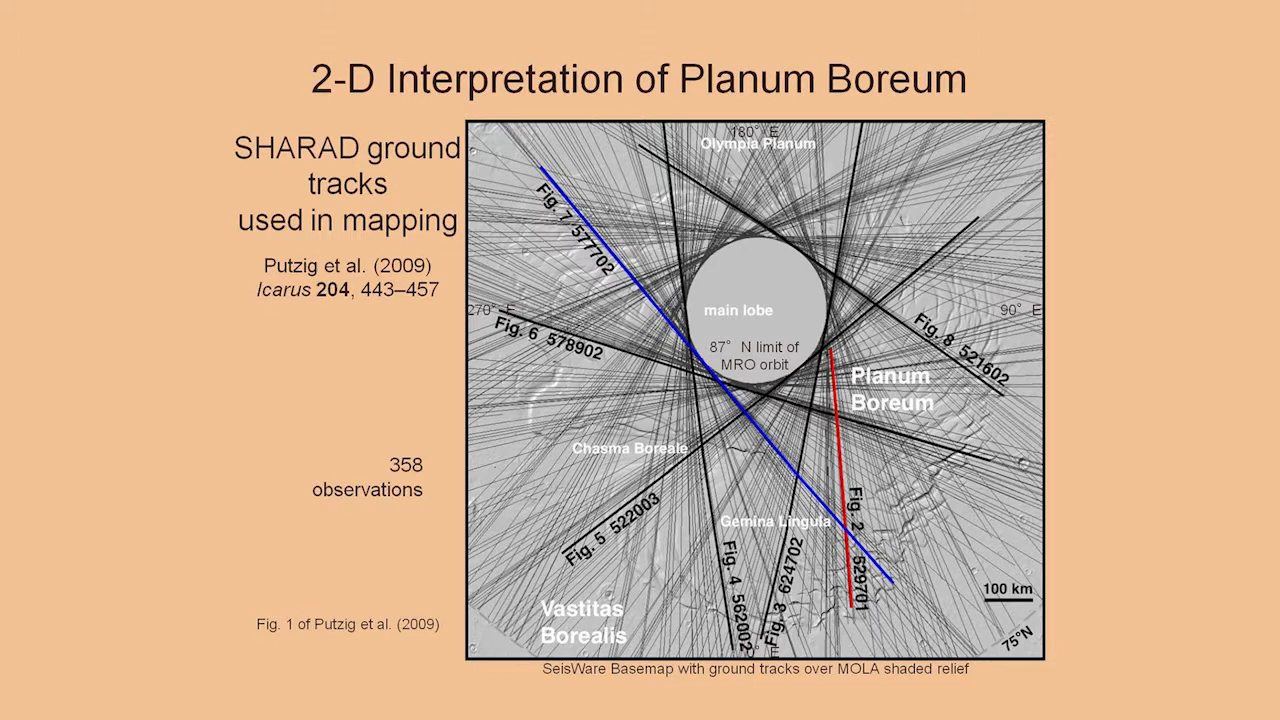 2-D Interpretation of Planum Boreum
SHARAD ground
tracks
used in mapping
Putzig et al. (2009)
Icarus 204, 443–457
358
observations
Fig. 1 of Putzig et al. (2009)
180° E
Olympia Planum
Fig. 7 577702
270° E
main lobe
90° E
Fig. 6 578902
87° N limit of
MRO orbit
Fig. 8 521602
Planum
Boreum
Chasma Boreale
Gemina Lingula
Fig. 2 529701
Fig. 5 522003
Fig. 4 562002
Fig. 3 624702
100 km
Vastitas
Borealis
75°N
0° E
SeisWare Basemap with ground tracks over MOLA shaded relief